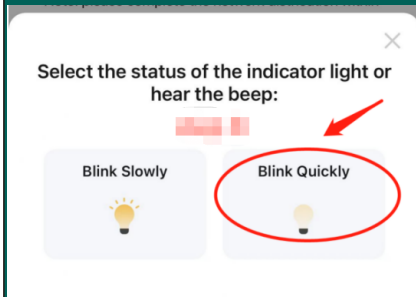 Select the status of the indicator light or
hear the beep:
Blink Slowly
Blink Quickly